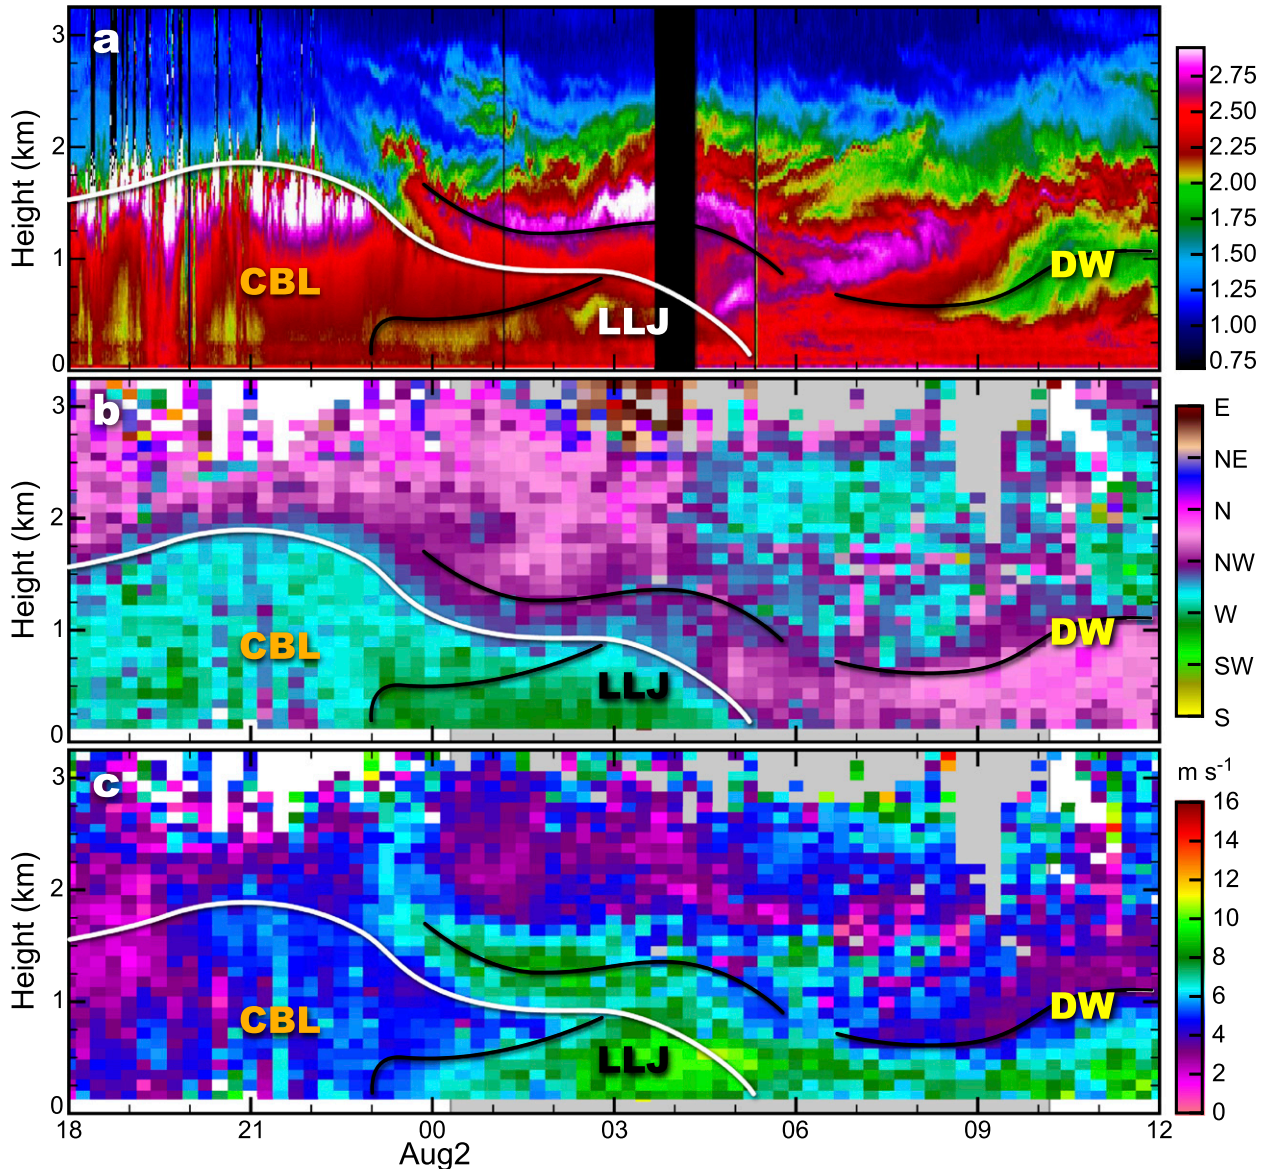 a
3
2
1
0
Height (km)
CBL
LLJ
DW
2.75
2.50
2.25
2.00
1.75
1.50
1.25
1.00
0.75
b
3
2
1
0
Height (km)
CBL
LLJ
DW
E
NE
N
NW
W
SW
S
c
3
2
1
0
Height (km)
CBL
LLJ
DW
m s⁻¹
16
14
12
10
8
6
4
2
0
18 21 00 03 06 09 12
Aug2